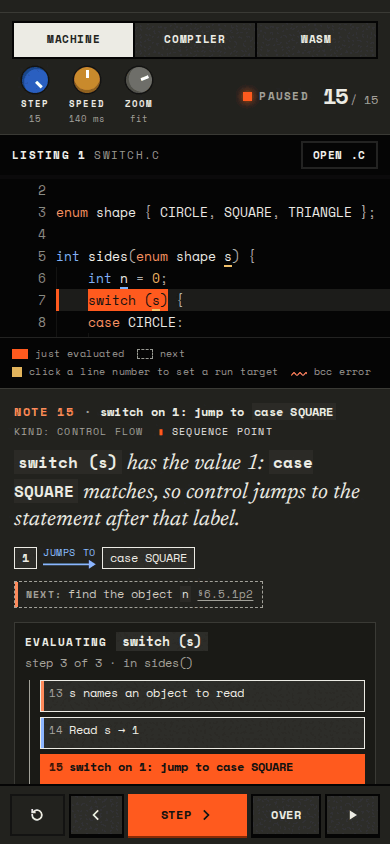 MACHINE COMPILER WASM
STEP SPEED ZOOM
15 140 ms fit
PAUSED 15 / 15
LISTING 1 SWITCH.C OPEN .C
2
3 enum shape { CIRCLE, SQUARE, TRIANGLE };
4
5 int sides(enum shape s) {
6 int n = 0;
7 switch (s) {
8 case CIRCLE:
just evaluated next
click a line number to set a run target bcc error
NOTE 15 · switch on 1: jump to case SQUARE
KIND: CONTROL FLOW SEQUENCE POINT
switch (s) has the value 1: case
SQUARE matches, so control jumps to the
statement after that label.
1 JUMPS TO case SQUARE
NEXT: find the object n §6.5.1p2
EVALUATING switch (s)
step 3 of 3 · in sides()
13 s names an object to read
14 Read s → 1
15 switch on 1: jump to case SQUARE
STEP OVER